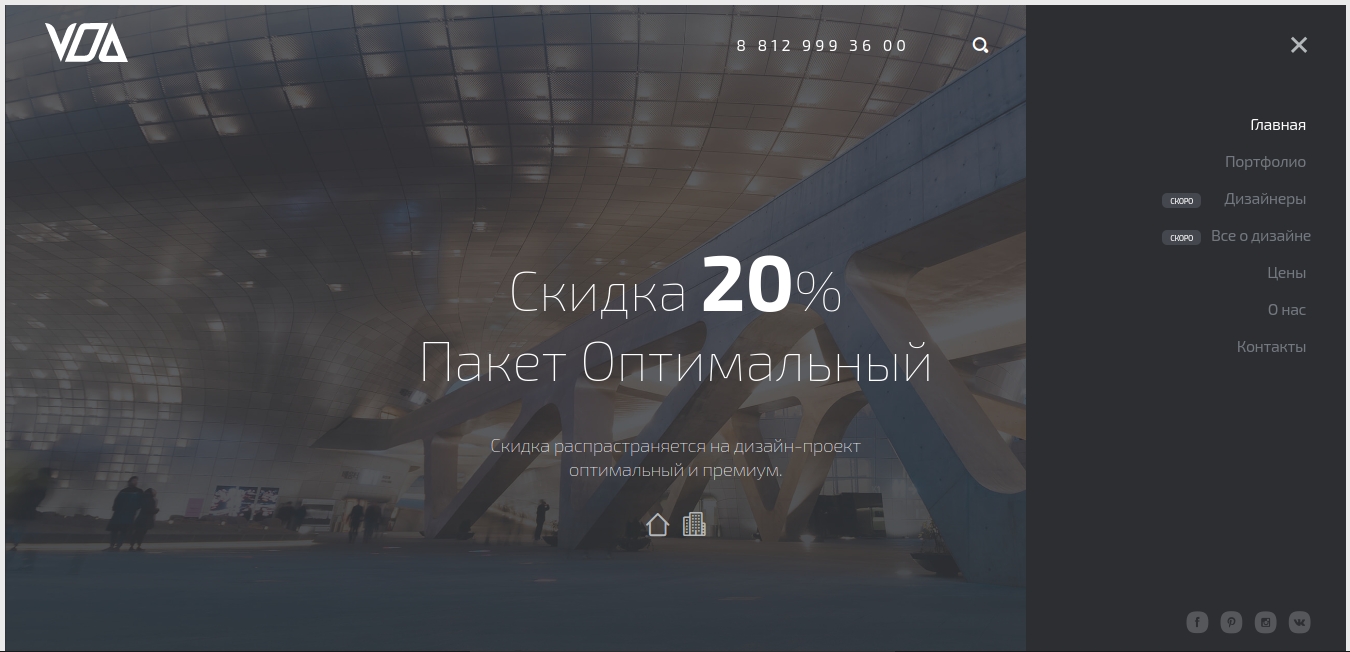 VOA
8 812 999 36 00
Главная
Портфолио
СКОРО Дизайнеры
СКОРО Все о дизайне
Цены
О нас
Контакты
Скидка 20%
Пакет Оптимальный
Скидка распрастраняется на дизайн-проект
оптимальный и премиум.